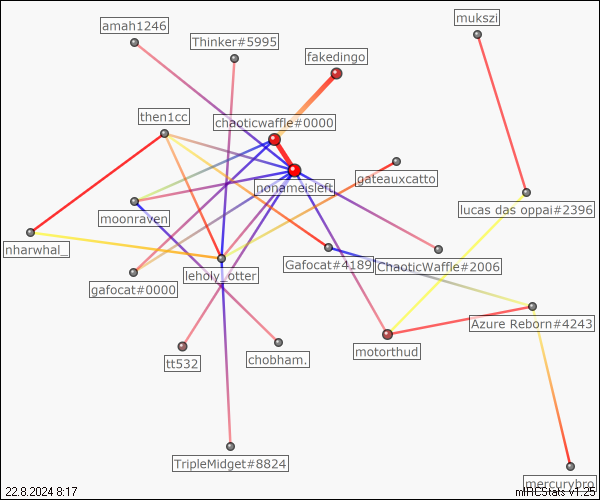 mukszi
amah1246
Thinker#5995
fakedingo
then1cc
chaoticwaffle#0000
nonameisleft
gateauxcatto
moonraven
lucas das oppai#2396
nharwhal_
leholy_otter
Gafocat#4189
ChaoticWaffle#2006
gafocat#0000
Azure Reborn#4243
tt532
chobham.
motorthud
TripleMidget#8824
mercurybro
22.8.2024 8:17
mIRCStats v1.25